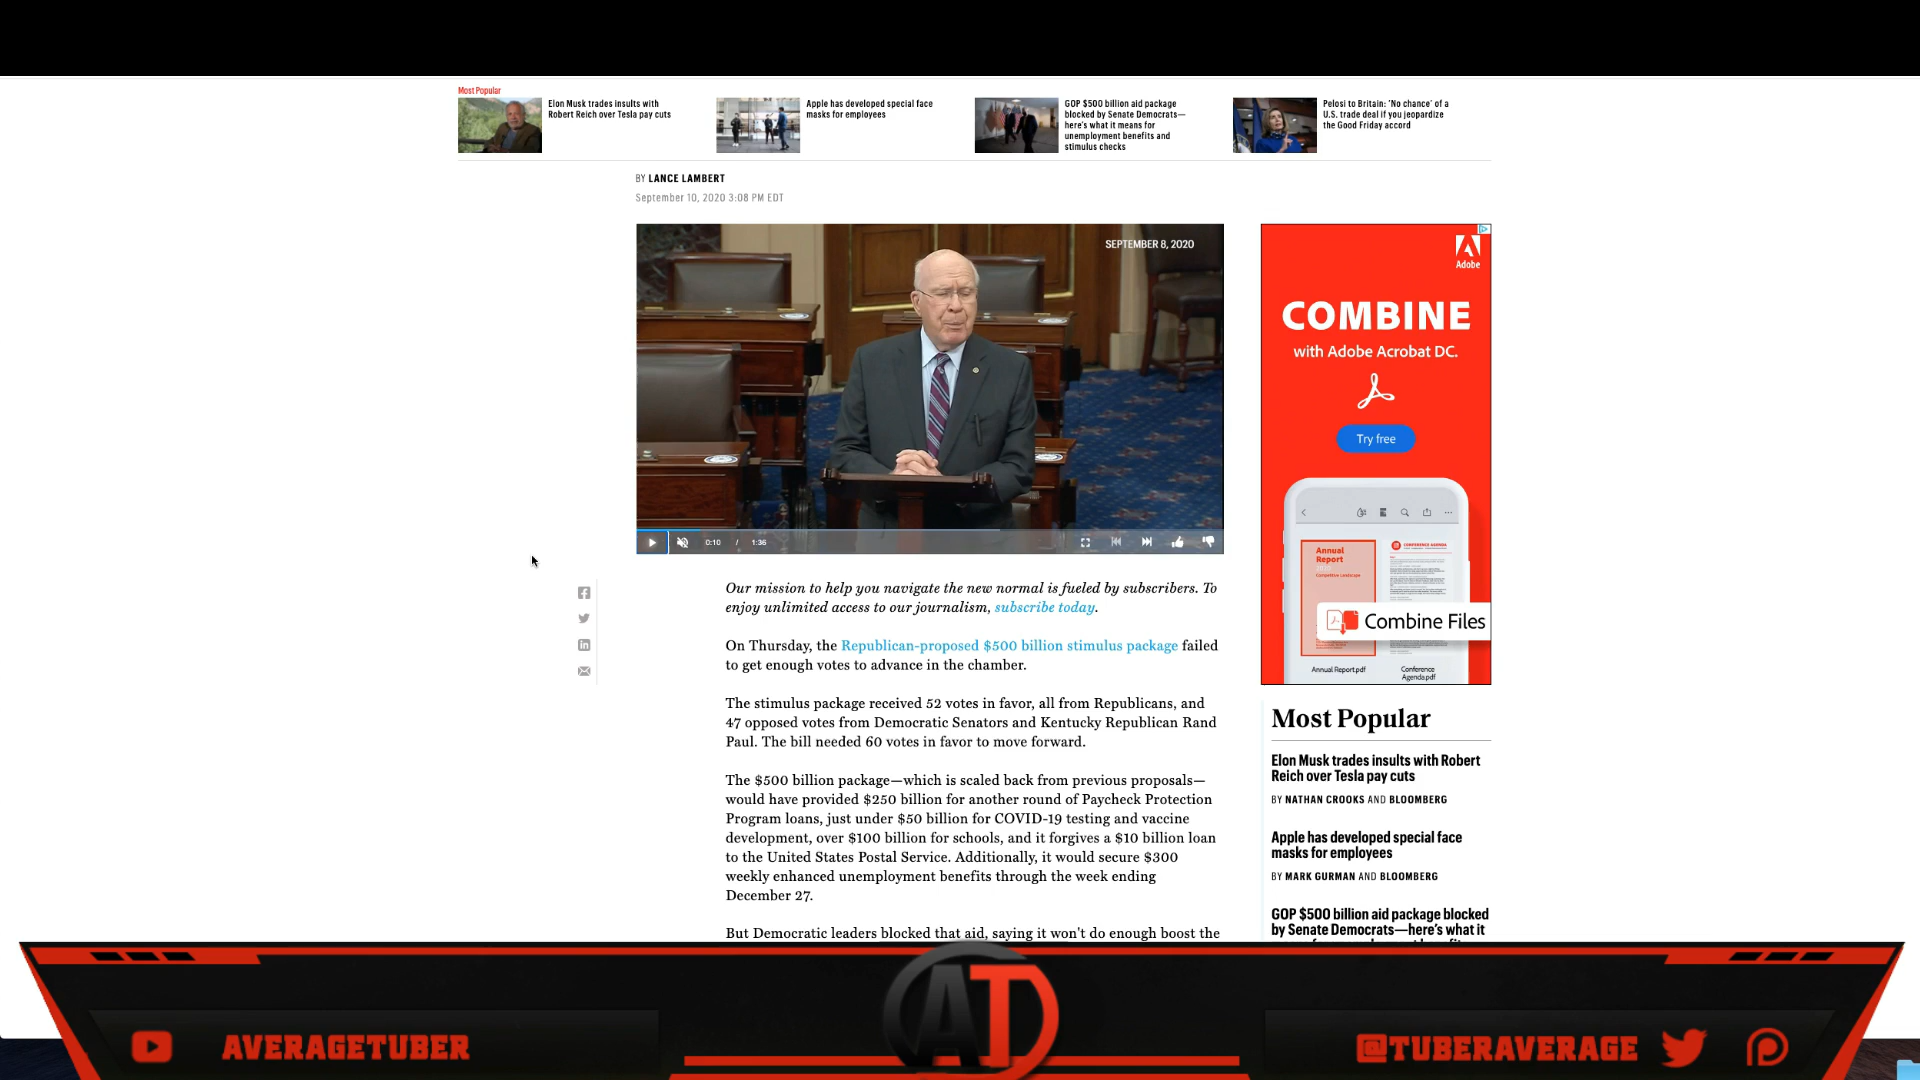 Most Popular
Elon Musk trades insults with
Robert Reich over Tesla pay cuts
Apple has developed special face
masks for employees
GOP $500 billion aid package
blocked by Senate Democrats—
here's what it means for
unemployment benefits and
stimulus checks
Pelosi to Britain: 'No chance' of a
U.S. trade deal if you jeopardize
the Good Friday accord
BY LANCE LAMBERT
September 10, 2020 3:08 PM EDT
SEPTEMBER 8, 2020
0:10 / 1:36
Adobe
COMBINE
with Adobe Acrobat DC.
Try free
Annual
Report
2020
Competitive Landscape
CONFERENCE AGENDA
Combine Files
Annual Report.pdf
Conference
Agenda.pdf
Our mission to help you navigate the new normal is fueled by subscribers. To
enjoy unlimited access to our journalism, subscribe today.
On Thursday, the Republican-proposed $500 billion stimulus package failed
to get enough votes to advance in the chamber.
The stimulus package received 52 votes in favor, all from Republicans, and
47 opposed votes from Democratic Senators and Kentucky Republican Rand
Paul. The bill needed 60 votes in favor to move forward.
The $500 billion package—which is scaled back from previous proposals—
would have provided $250 billion for another round of Paycheck Protection
Program loans, just under $50 billion for COVID-19 testing and vaccine
development, over $100 billion for schools, and it forgives a $10 billion loan
to the United States Postal Service. Additionally, it would secure $300
weekly enhanced unemployment benefits through the week ending
December 27.
But Democratic leaders blocked that aid, saying it won't do enough boost the
Most Popular
Elon Musk trades insults with Robert
Reich over Tesla pay cuts
BY NATHAN CROOKS AND BLOOMBERG
Apple has developed special face
masks for employees
BY MARK GURMAN AND BLOOMBERG
GOP $500 billion aid package blocked
by Senate Democrats—here's what it
AT
AVERAGETUBER
@TUBERAVERAGE